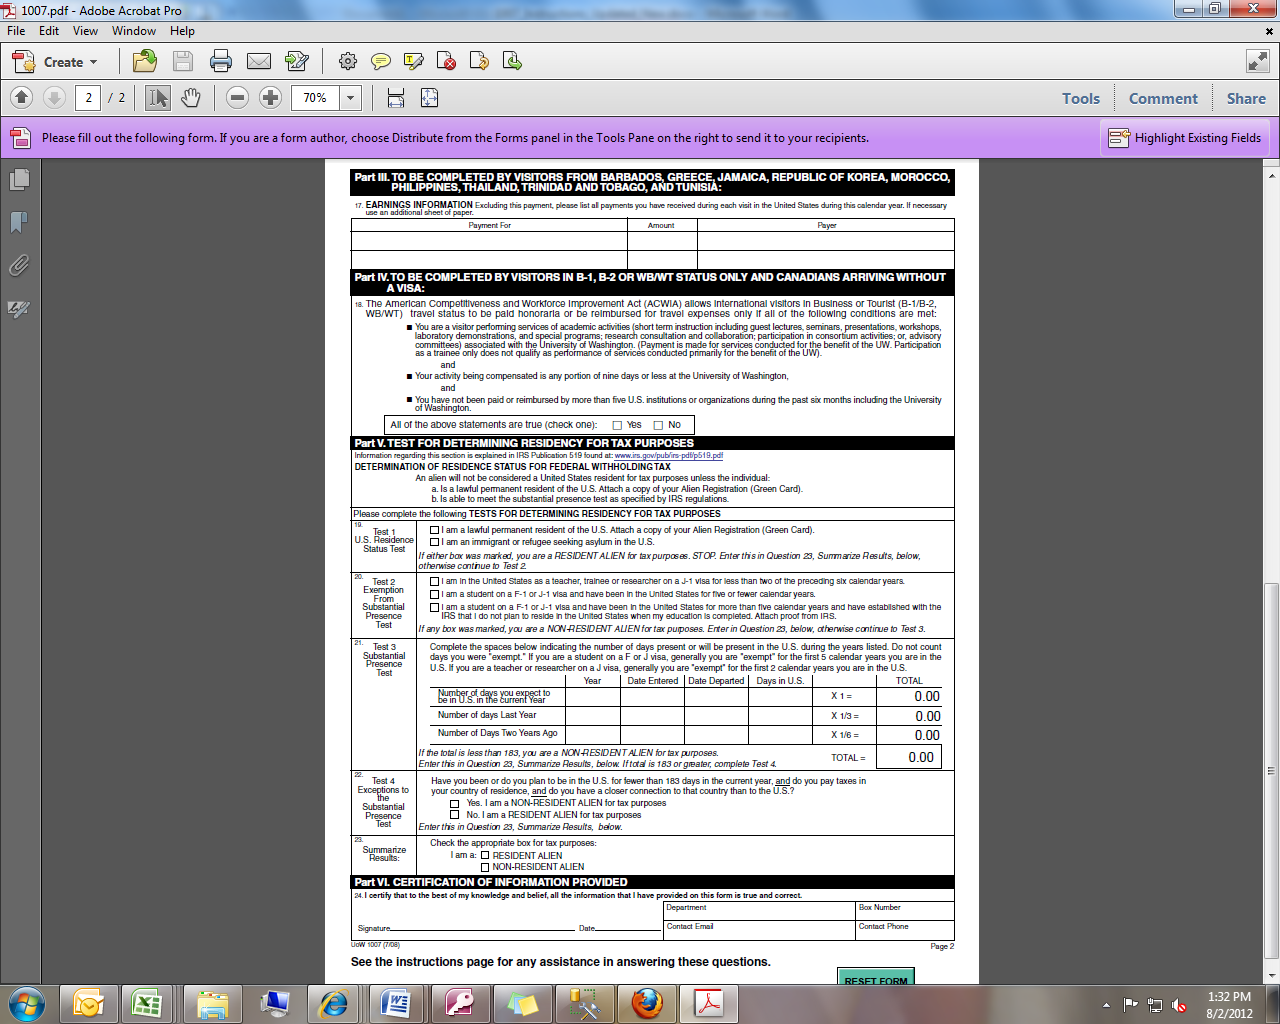 1007.pdf - Adobe Acrobat Pro
File Edit View Window Help
Create
2 / 2 70% Tools Comment Share
Please fill out the following form. If you are a form author, choose Distribute from the Forms panel in the Tools Pane on the right to send it to your recipients. Highlight Existing Fields
Part III. TO BE COMPLETED BY VISITORS FROM BARBADOS, GREECE, JAMAICA, REPUBLIC OF KOREA, MOROCCO,
PHILIPPINES, THAILAND, TRINIDAD AND TOBAGO, AND TUNISIA:
17. EARNINGS INFORMATION Excluding this payment, please list all payments you have received during each visit in the United States during this calendar year. If necessary
use an additional sheet of paper.
Payment For Amount Payer
Part IV. TO BE COMPLETED BY VISITORS IN B-1, B-2 OR WB/WT STATUS ONLY AND CANADIANS ARRIVING WITHOUT
A VISA:
18. The American Competitiveness and Workforce Improvement Act (ACWIA) allows international visitors in Business or Tourist (B-1/B-2,
WB/WT) travel status to be paid honoraria or be reimbursed for travel expenses only if all of the following conditions are met:
■ You are a visitor performing services of academic activities (short term instruction including guest lectures, seminars, presentations, workshops,
laboratory demonstrations, and special programs; research consultation and collaboration; participation in consortium activities; or, advisory
committees) associated with the University of Washington. (Payment is made for services conducted for the benefit of the UW. Participation
as a trainee only does not qualify as performance of services conducted primarily for the benefit of the UW).
and
■ Your activity being compensated is any portion of nine days or less at the University of Washington,
and
■ You have not been paid or reimbursed by more than five U.S. institutions or organizations during the past six months including the University
of Washington.
All of the above statements are true (check one): Yes No
Part V. TEST FOR DETERMINING RESIDENCY FOR TAX PURPOSES
Information regarding this section is explained in IRS Publication 519 found at: www.irs.gov/pub/irs-pdf/p519.pdf
DETERMINATION OF RESIDENCE STATUS FOR FEDERAL WITHHOLDING TAX
An alien will not be considered a United States resident for tax purposes unless the individual:
a. Is a lawful permanent resident of the U.S. Attach a copy of your Alien Registration (Green Card).
b. Is able to meet the substantial presence test as specified by IRS regulations.
Please complete the following TESTS FOR DETERMINING RESIDENCY FOR TAX PURPOSES
19.
Test 1
U.S. Residence
Status Test
I am a lawful permanent resident of the U.S. Attach a copy of your Alien Registration (Green Card).
I am an immigrant or refugee seeking asylum in the U.S.
If either box was marked, you are a RESIDENT ALIEN for tax purposes. STOP. Enter this in Question 23, Summarize Results, below,
otherwise continue to Test 2.
20.
Test 2
Exemption
From
Substantial
Presence
Test
I am in the United States as a teacher, trainee or researcher on a J-1 visa for less than two of the preceding six calendar years.
I am a student on a F-1 or J-1 visa and have been in the United States for five or fewer calendar years.
I am a student on a F-1 or J-1 visa and have been in the United States for more than five calendar years and have established with the
IRS that I do not plan to reside in the United States when my education is completed. Attach proof from IRS.
If any box was marked, you are a NON-RESIDENT ALIEN for tax purposes. Enter in Question 23, below, otherwise continue to Test 3.
21.
Test 3
Substantial
Presence
Test
Complete the spaces below indicating the number of days present or will be present in the U.S. during the years listed. Do not count
days you were "exempt." If you are a student on a F or J visa, generally you are "exempt" for the first 5 calendar years you are in the
U.S. If you are a teacher or researcher on a J visa, generally you are "exempt" for the first 2 calendar years you are in the U.S.
Year Date Entered Date Departed Days in U.S. TOTAL
Number of days you expect to
be in U.S. in the current Year
X 1 = 0.00
Number of days Last Year X 1/3 = 0.00
Number of Days Two Years Ago X 1/6 = 0.00
If the total is less than 183, you are a NON-RESIDENT ALIEN for tax purposes.
Enter this in Question 23, Summarize Results, below. If total is 183 or greater, complete Test 4.
TOTAL = 0.00
22.
Test 4
Exceptions to
the
Substantial
Presence
Test
Have you been or do you plan to be in the U.S. for fewer than 183 days in the current year, and do you pay taxes in
your country of residence, and do you have a closer connection to that country than to the U.S.?
Yes. I am a NON-RESIDENT ALIEN for tax purposes
No. I am a RESIDENT ALIEN for tax purposes
Enter this in Question 23, Summarize Results, below.
23.
Summarize
Results:
Check the appropriate box for tax purposes:
I am a: RESIDENT ALIEN
NON-RESIDENT ALIEN
Part VI. CERTIFICATION OF INFORMATION PROVIDED
24. I certify that to the best of my knowledge and belief, all the information that I have provided on this form is true and correct.
Department Box Number
Signature Date Contact Email Contact Phone
UoW 1007 (7/08) Page 2
See the instructions page for any assistance in answering these questions.
RESET FORM
1:32 PM
8/2/2012